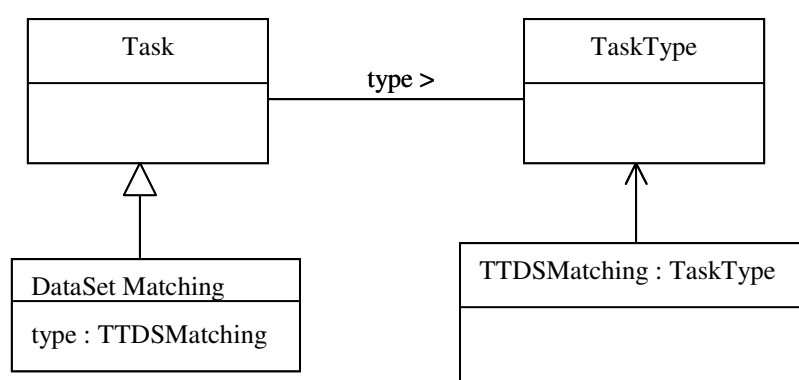 Task
TaskType
type >
DataSet Matching
type : TTDSMatching
TTDSMatching : TaskType